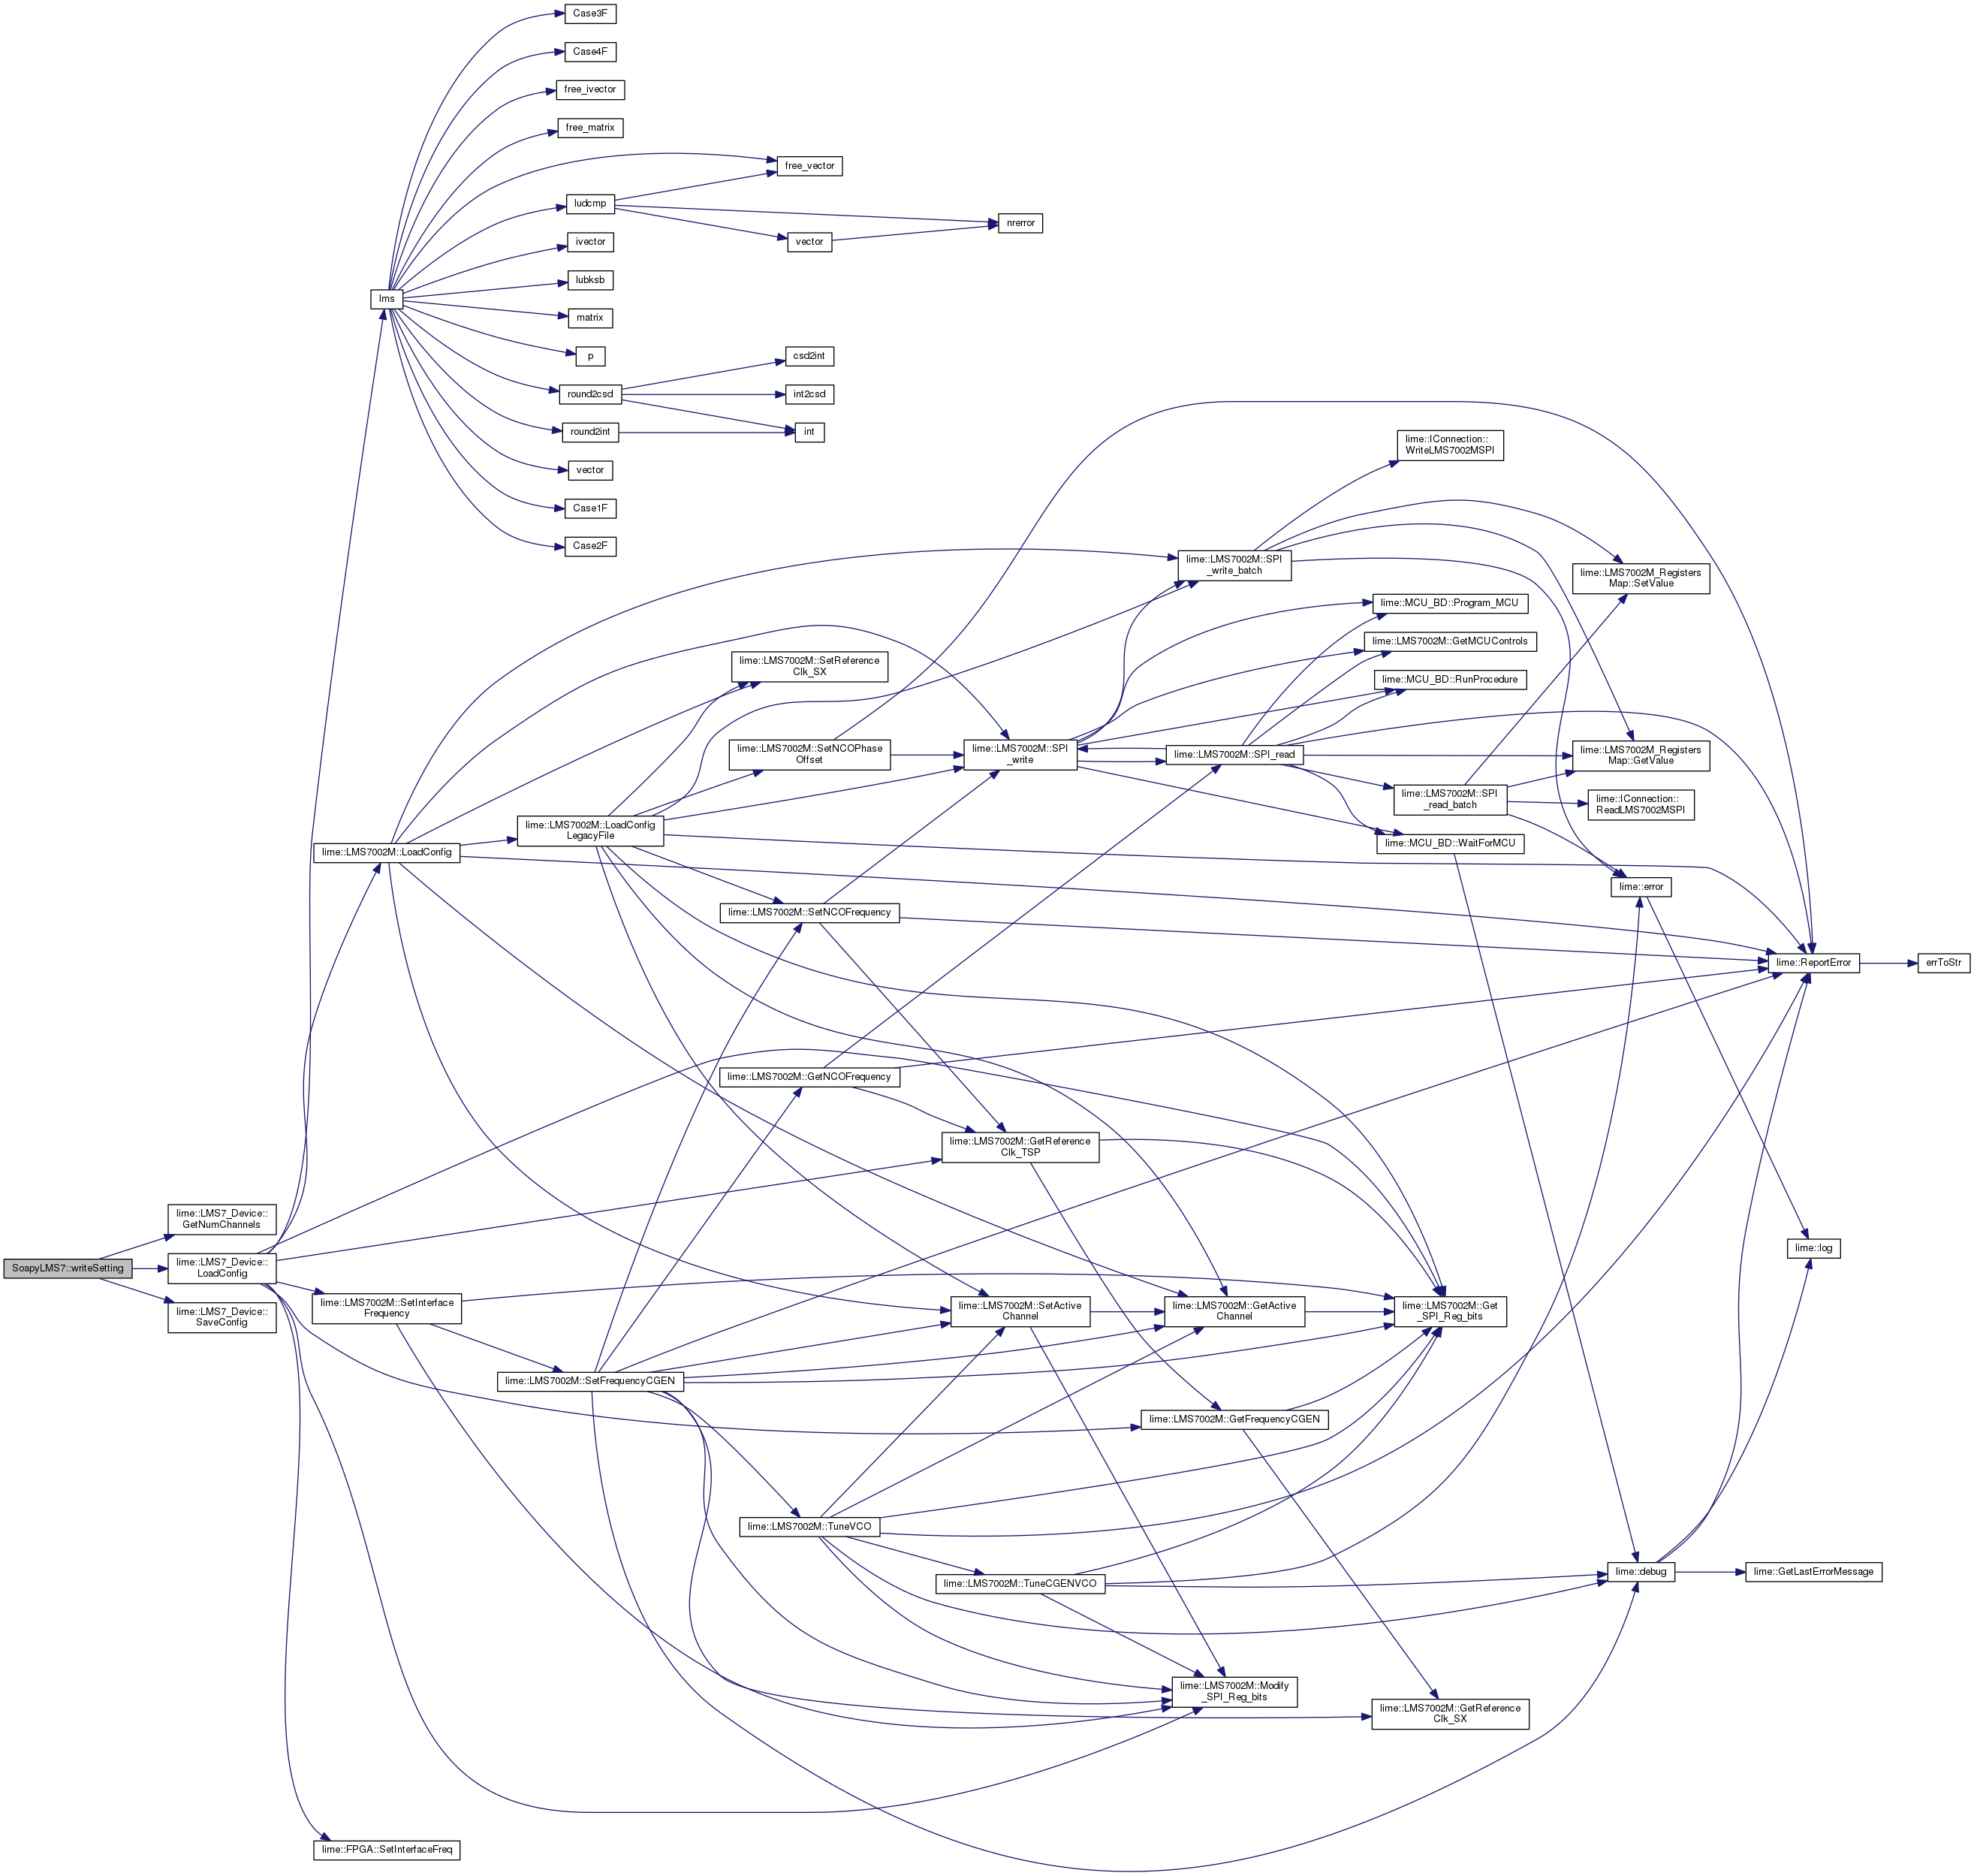 Case3F
Case4F
free_ivector
free_matrix
free_vector
ludcmp
nrerror
ivector
vector
lubksb
lms
matrix
p
csd2int
round2csd
int2csd
round2int
int
lime::IConnection::
WriteLMS7002MSPI
vector
Case1F
Case2F
lime::LMS7002M::SPI
_write_batch
lime::LMS7002M_Registers
Map::SetValue
lime::MCU_BD::Program_MCU
lime::LMS7002M::GetMCUControls
lime::LMS7002M::SetReference
Clk_SX
lime::MCU_BD::RunProcedure
lime::LMS7002M::SetNCOPhase
Offset
lime::LMS7002M::SPI
_write
lime::LMS7002M::SPI_read
lime::LMS7002M_Registers
Map::GetValue
lime::LMS7002M::SPI
_read_batch
lime::IConnection::
ReadLMS7002MSPI
lime::LMS7002M::LoadConfig
LegacyFile
lime::MCU_BD::WaitForMCU
lime::LMS7002M::LoadConfig
lime::error
lime::LMS7002M::SetNCOFrequency
lime::ReportError
errToStr
lime::LMS7002M::GetNCOFrequency
lime::LMS7002M::GetReference
Clk_TSP
lime::LMS7_Device::
GetNumChannels
lime::log
SoapyLMS7::writeSetting
lime::LMS7_Device::
LoadConfig
lime::LMS7_Device::
SaveConfig
lime::LMS7002M::SetInterface
Frequency
lime::LMS7002M::SetActive
Channel
lime::LMS7002M::GetActive
Channel
lime::LMS7002M::Get
_SPI_Reg_bits
lime::LMS7002M::SetFrequencyCGEN
lime::LMS7002M::GetFrequencyCGEN
lime::LMS7002M::TuneVCO
lime::LMS7002M::TuneCGENVCO
lime::debug
lime::GetLastErrorMessage
lime::LMS7002M::Modify
_SPI_Reg_bits
lime::LMS7002M::GetReference
Clk_SX
lime::FPGA::SetInterfaceFreq